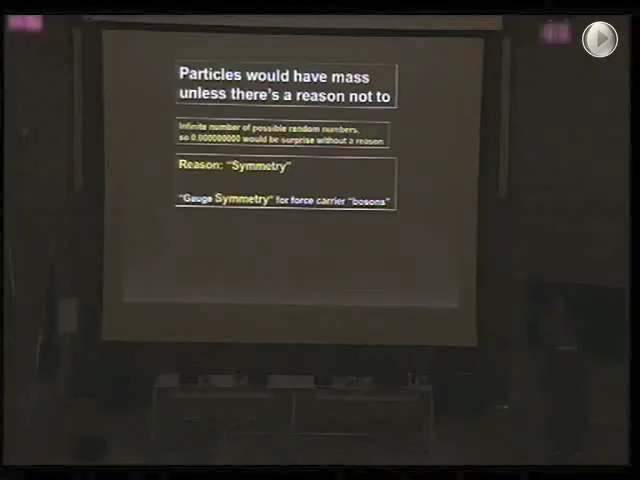 Particles would have mass
unless there's a reason not to
Infinite number of possible random numbers,
so 0.000000000 would be surprise without a reason
Reason: "Symmetry"
"Gauge Symmetry" for force carrier "bosons"